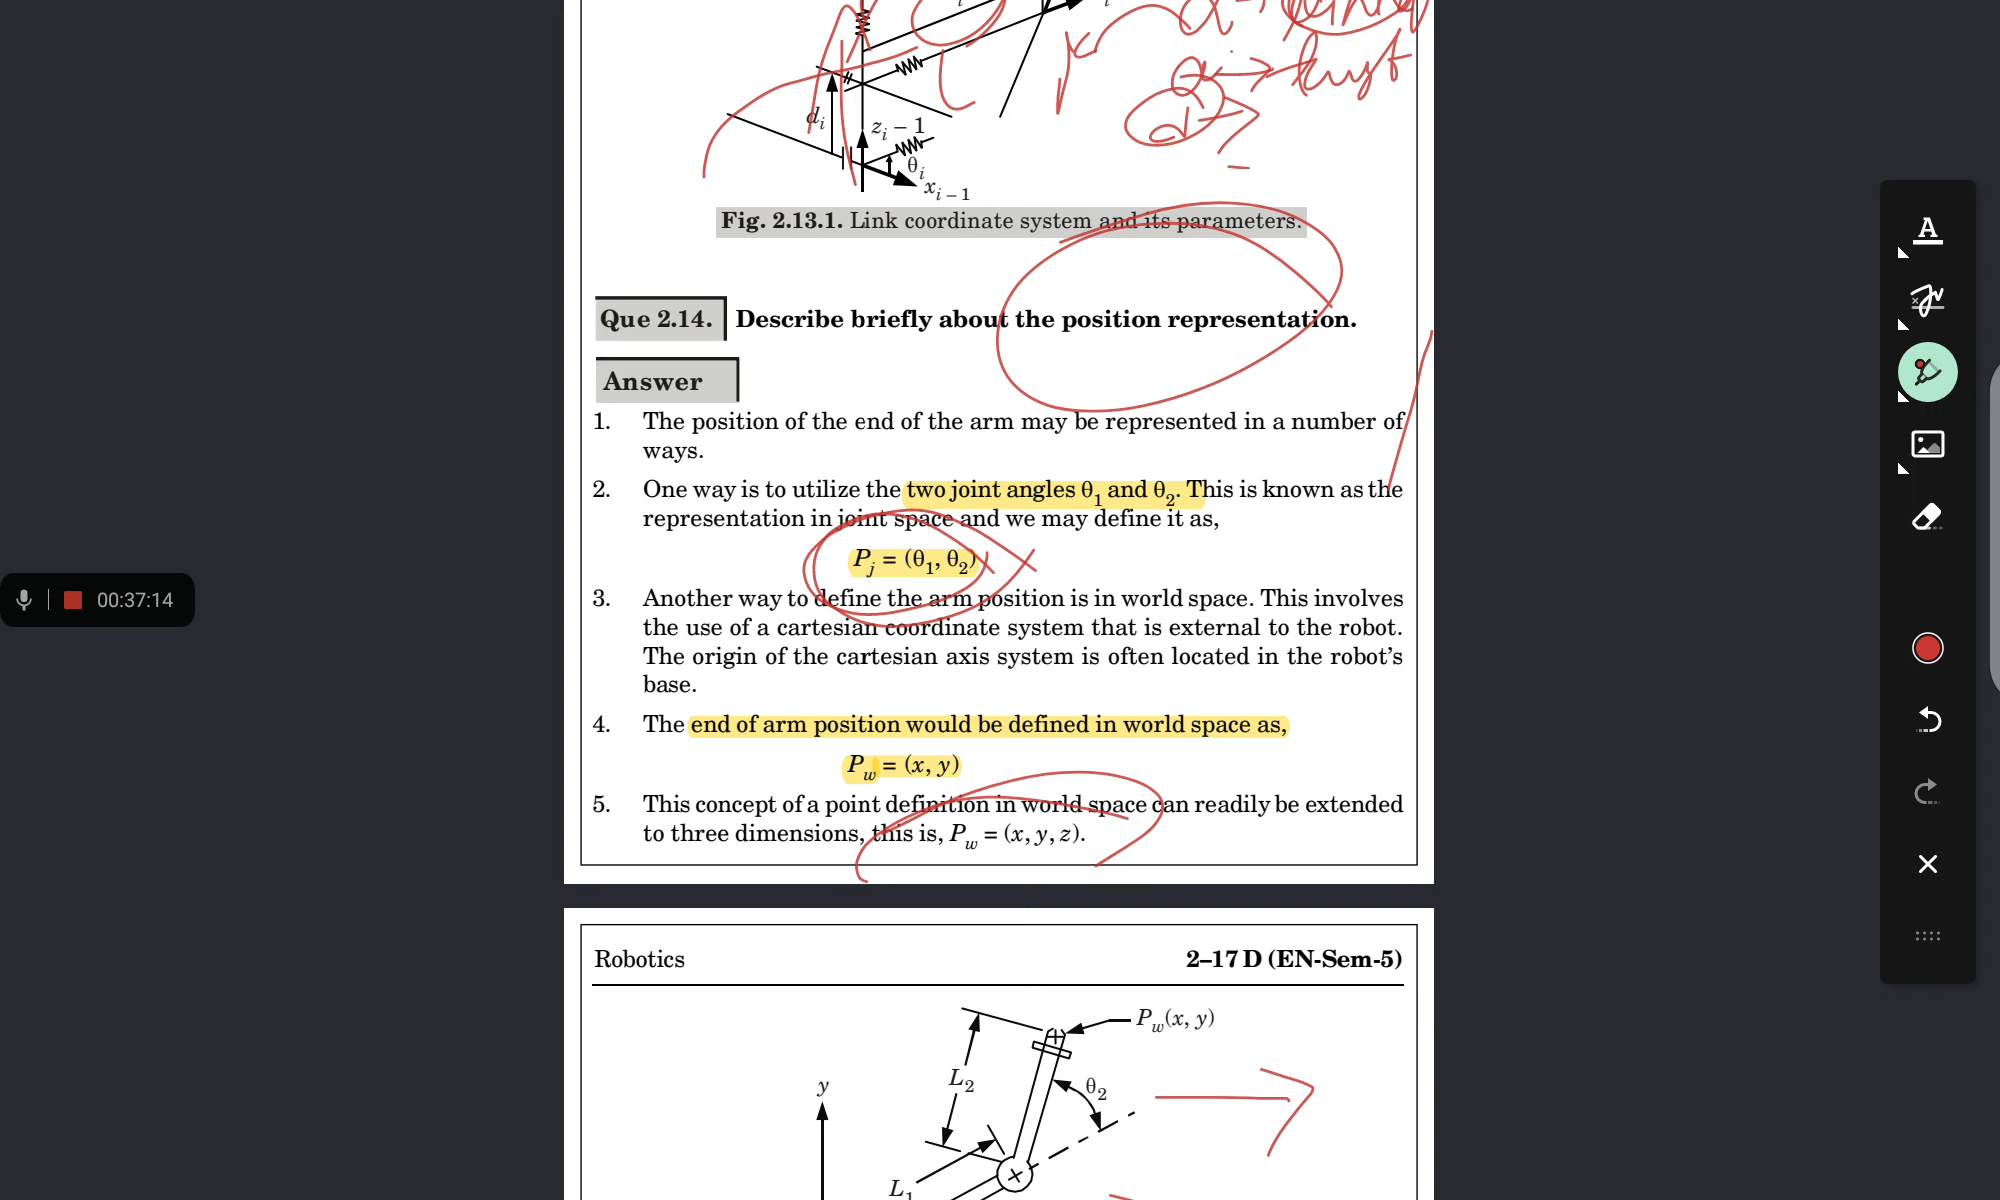 d_i
z_i – 1
θ_i
x_i – 1
Fig. 2.13.1. Link coordinate system and its parameters.
Que 2.14. Describe briefly about the position representation.
Answer
1. The position of the end of the arm may be represented in a number of
ways.
2. One way is to utilize the two joint angles θ₁ and θ₂. This is known as the
representation in joint space and we may define it as,
P_j = (θ₁, θ₂)
3. Another way to define the arm position is in world space. This involves
the use of a cartesian coordinate system that is external to the robot.
The origin of the cartesian axis system is often located in the robot's
base.
4. The end of arm position would be defined in world space as,
P_w = (x, y)
5. This concept of a point definition in world space can readily be extended
to three dimensions, this is, P_w = (x, y, z).
00:37:14
A
Robotics 2–17 D (EN-Sem-5)
P_w(x, y)
L₂
θ₂
y
L₁